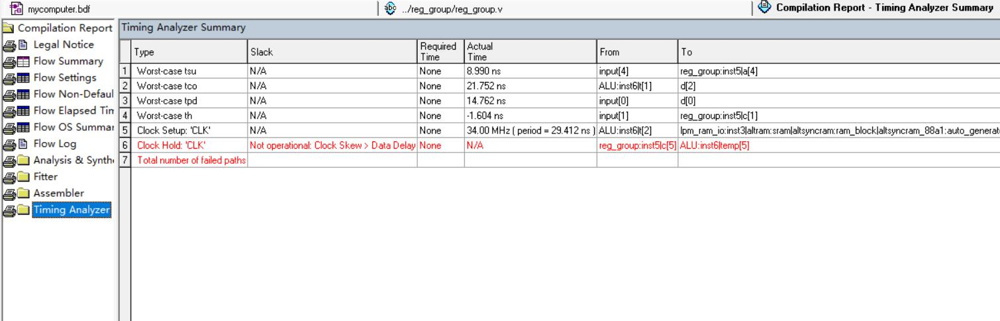 mycomputer.bdf
../reg_group/reg_group.v
Compilation Report - Timing Analyzer Summary
Compilation Report
Legal Notice
Flow Summary
Flow Settings
Flow Non-Defaul
Flow Elapsed Tim
Flow OS Summar
Flow Log
Analysis & Synthe
Fitter
Assembler
Timing Analyzer
Timing Analyzer Summary
Type Slack Required Time Actual Time From To
1 Worst-case tsu N/A None 8.990 ns input[4] reg_group:inst5|a[4]
2 Worst-case tco N/A None 21.752 ns ALU:inst6|t[1] d[2]
3 Worst-case tpd N/A None 14.762 ns input[0] d[0]
4 Worst-case th N/A None -1.604 ns input[1] reg_group:inst5|c[1]
5 Clock Setup: 'CLK' N/A None 34.00 MHz ( period = 29.412 ns ) ALU:inst6|t[2] lpm_ram_io:inst3|altram:sram|altsyncram:ram_block|altsyncram_88a1:auto_generat
6 Clock Hold: 'CLK' Not operational: Clock Skew > Data Delay None N/A reg_group:inst5|c[5] ALU:inst6|temp[5]
7 Total number of failed paths